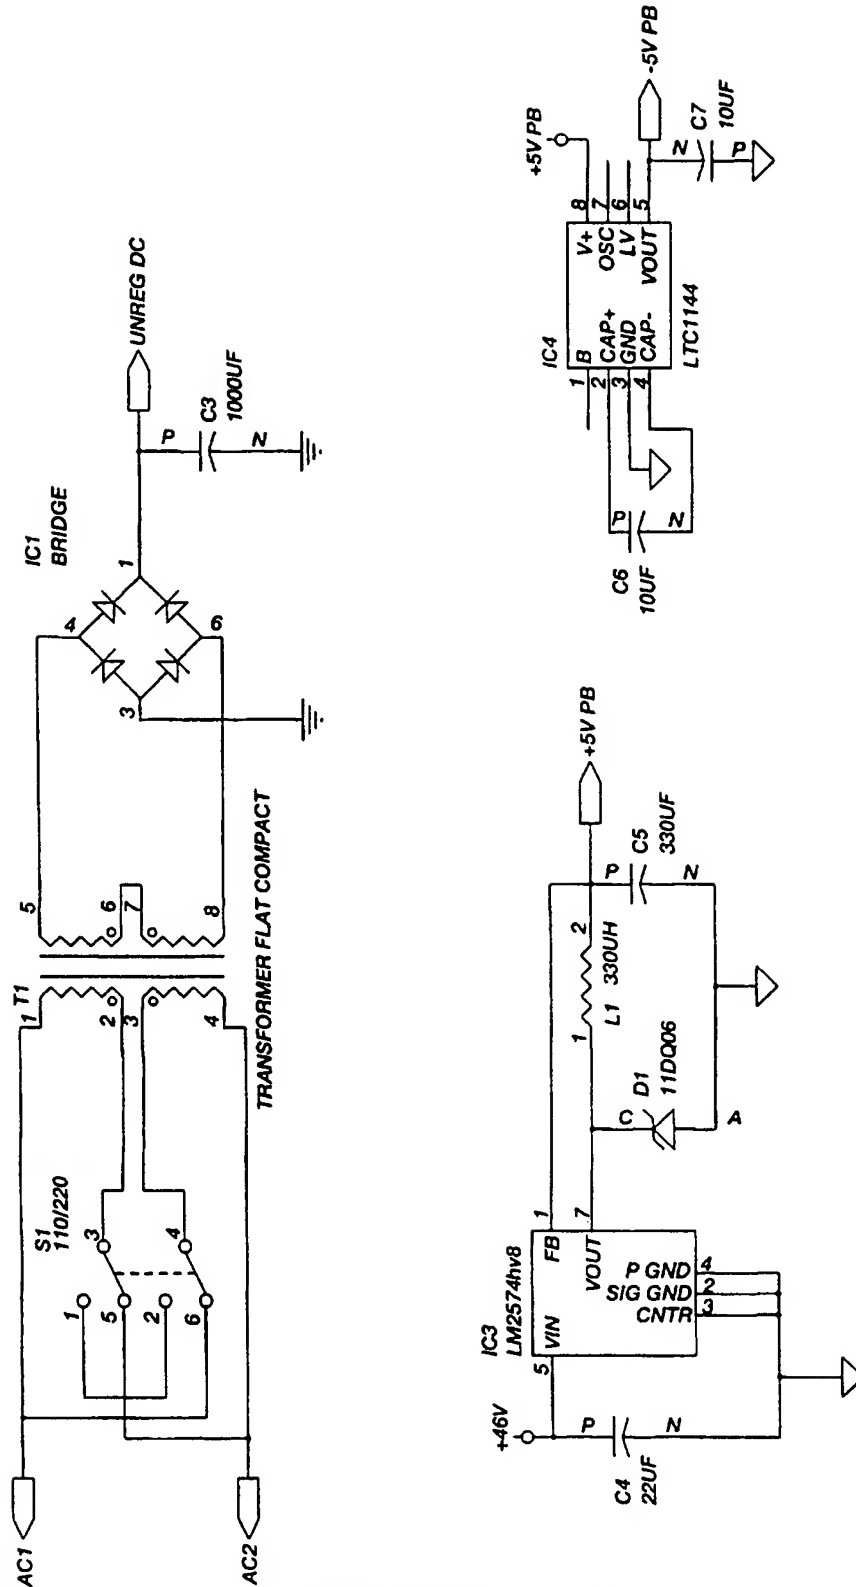 AC1
AC2
S1
110/220
1
5
2
6
3
4
T1
1
2
3
4
5
6
7
8
TRANSFORMER FLAT COMPACT
IC1
BRIDGE
4
1
3
6
UNREG DC
P
N
C3
1000UF
+46V
P
N
C4
22UF
IC3
LM2574hv8
5
VIN
FB
1
VOUT
7
P GND
4
SIG GND
2
CNTR
3
C
A
D1
11DQ06
1
2
L1
330UH
P
N
C5
330UF
+5V PB
C6
10UF
P
N
IC4
1
B
2
CAP+
3
GND
4
CAP-
V+
8
OSC
7
LV
6
VOUT
5
LTC1144
+5V PB
-5V PB
N
P
C7
10UF